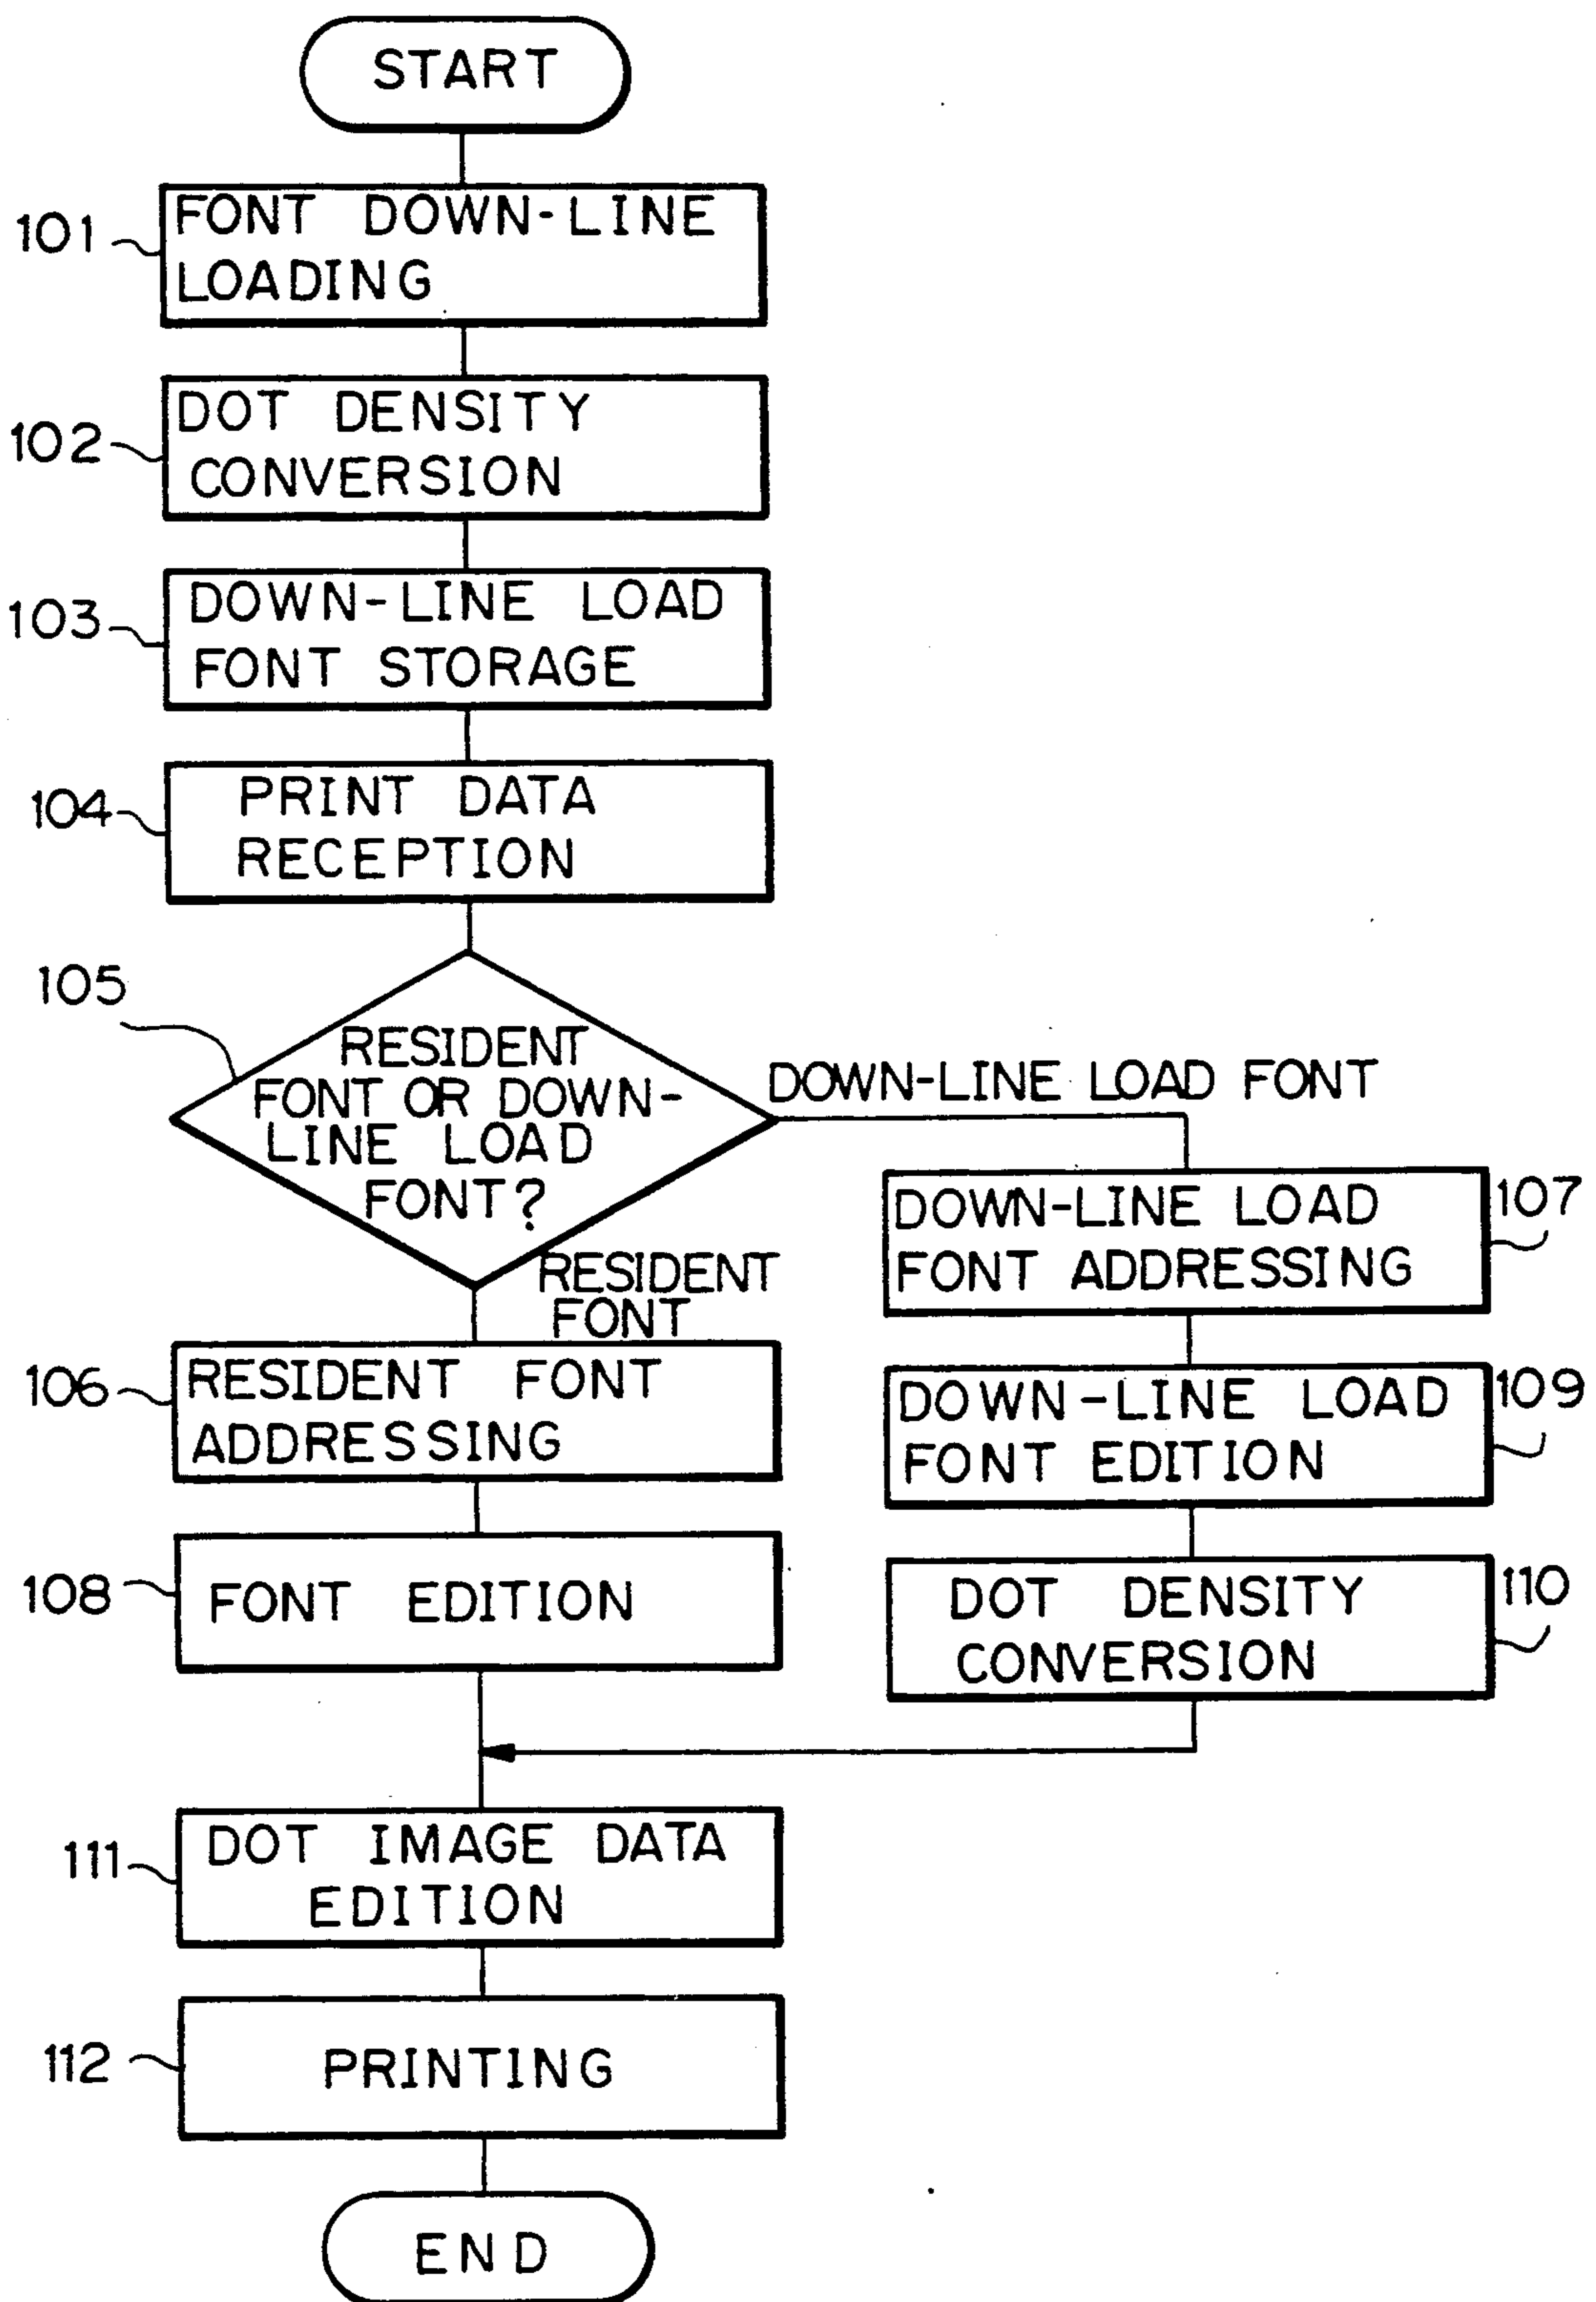 START
101
FONT DOWN-LINE
LOADING
102
DOT DENSITY
CONVERSION
103
DOWN-LINE LOAD
FONT STORAGE
104
PRINT DATA
RECEPTION
105
RESIDENT
FONT OR DOWN-
LINE LOAD
FONT?
DOWN-LINE LOAD FONT
RESIDENT
FONT
107
DOWN-LINE LOAD
FONT ADDRESSING
106
RESIDENT FONT
ADDRESSING
109
DOWN-LINE LOAD
FONT EDITION
108
FONT EDITION
110
DOT DENSITY
CONVERSION
111
DOT IMAGE DATA
EDITION
112
PRINTING
END